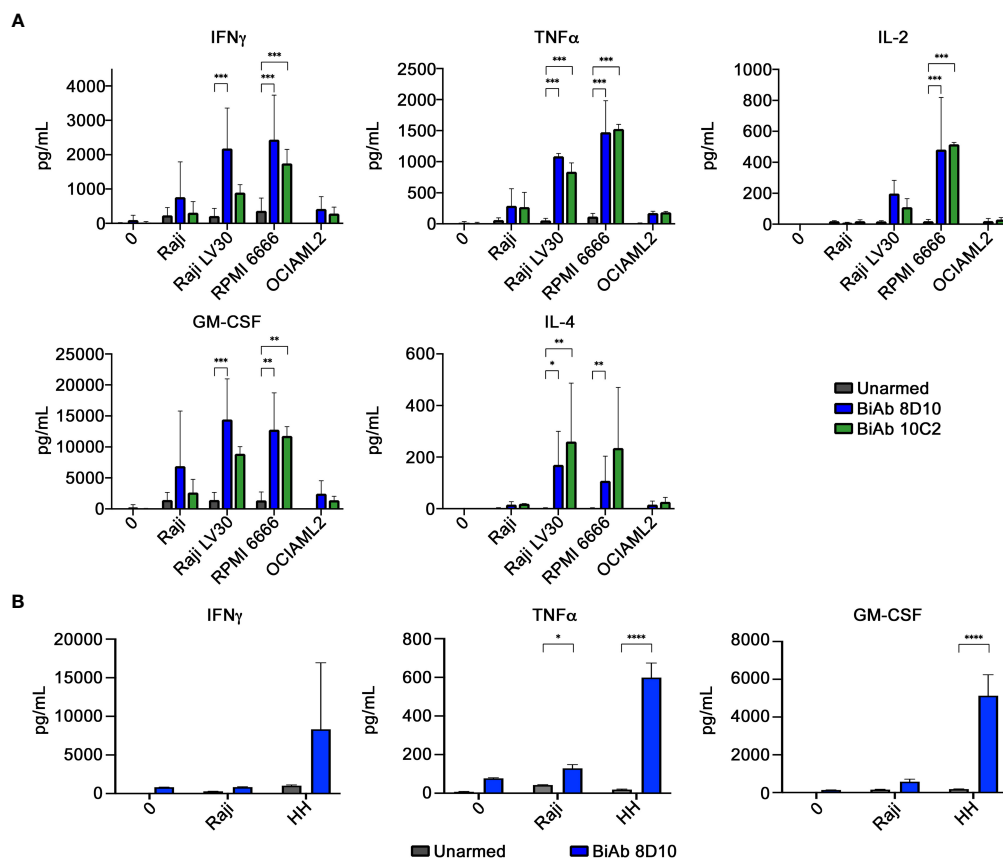 A
IFNγ
pg/mL
4000
3000
2000
1000
0
***
***
***
0
Raji
Raji LV30
RPMI 6666
OCIAML2
TNFα
pg/mL
2500
2000
1500
1000
500
0
***
***
***
***
0
Raji
Raji LV30
RPMI 6666
OCIAML2
IL-2
pg/mL
1000
800
600
400
200
0
***
***
0
Raji
Raji LV30
RPMI 6666
OCIAML2
GM-CSF
pg/mL
25000
20000
15000
10000
5000
0
***
**
**
0
Raji
Raji LV30
RPMI 6666
OCIAML2
IL-4
pg/mL
600
400
200
0
**
*
**
0
Raji
Raji LV30
RPMI 6666
OCIAML2
Unarmed
BiAb 8D10
BiAb 10C2
B
IFNγ
pg/mL
20000
15000
10000
5000
0
0
Raji
HH
TNFα
pg/mL
800
600
400
200
0
*
****
0
Raji
HH
GM-CSF
pg/mL
8000
6000
4000
2000
0
****
0
Raji
HH
Unarmed
BiAb 8D10